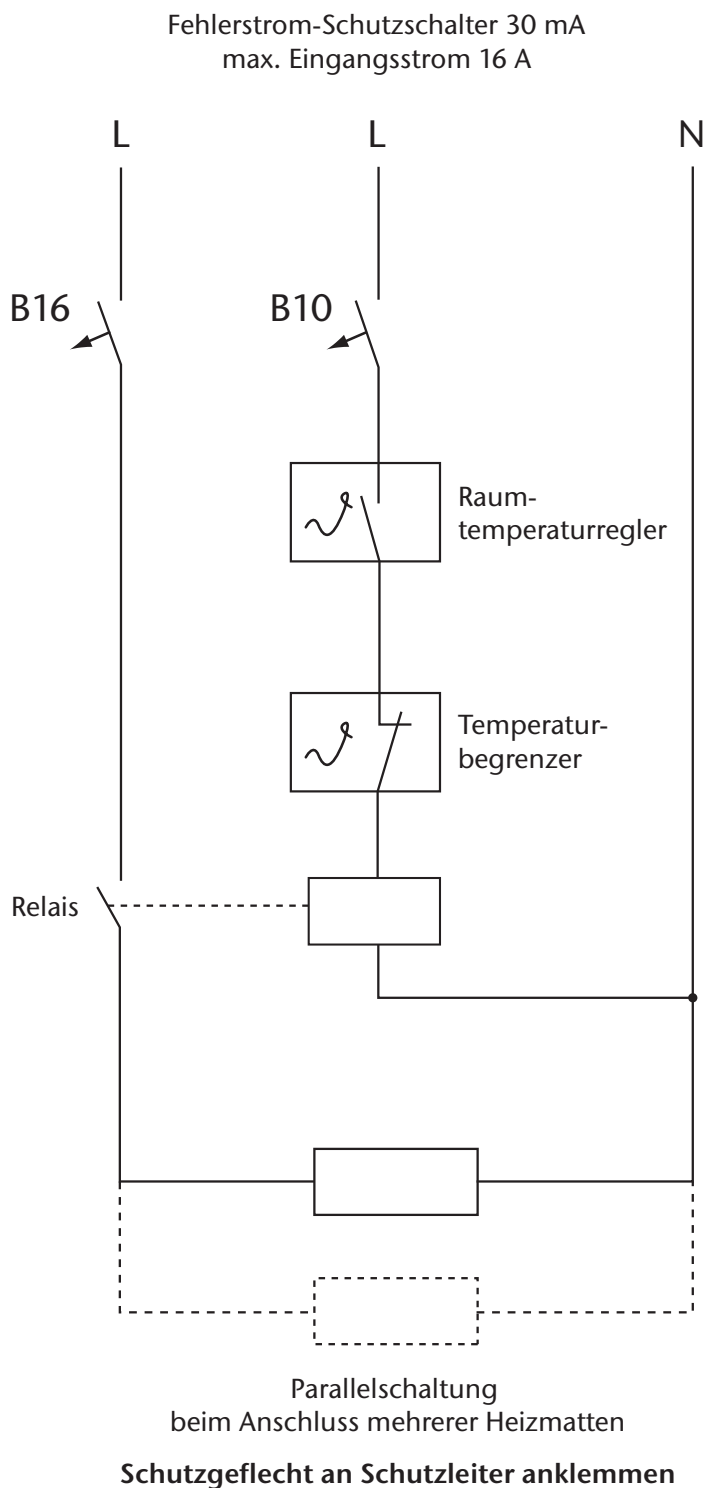 Fehlerstrom-Schutzschalter 30 mA
max. Eingangsstrom 16 A
L L N
B16 B10
Raum-
temperaturregler
Temperatur-
begrenzer
Relais
Parallelschaltung
beim Anschluss mehrerer Heizmatten
Schutzgeflecht an Schutzleiter anklemmen